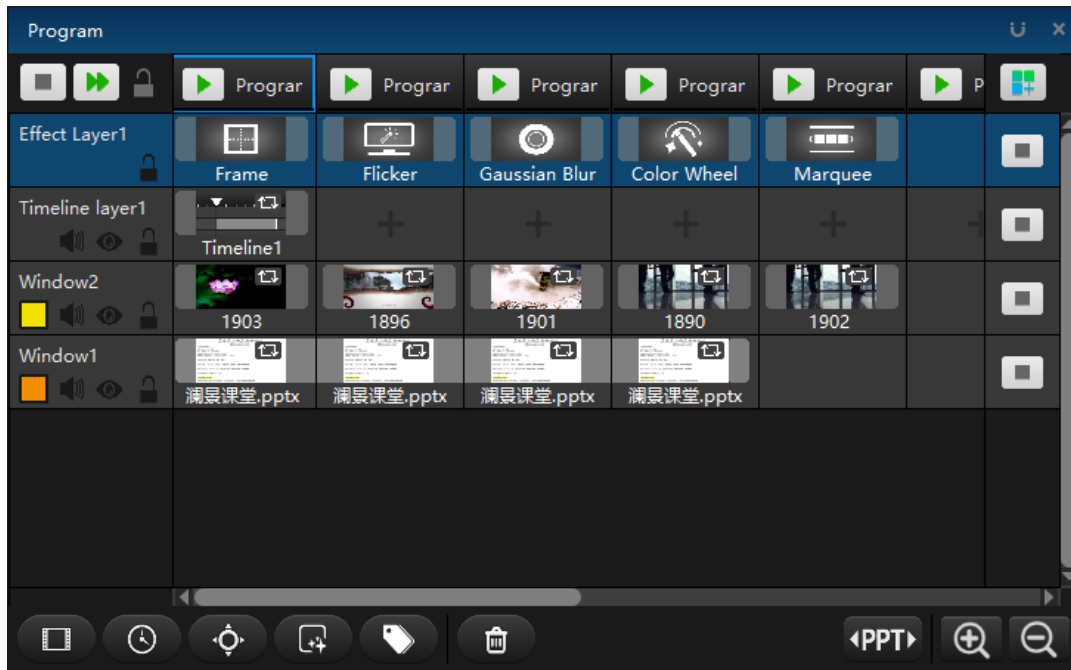 Program
Prograr Prograr Prograr Prograr Prograr P
Effect Layer1
Frame Flicker Gaussian Blur Color Wheel Marquee
Timeline layer1
Timeline1
Window2
1903 1896 1901 1890 1902
Window1
澜景课堂.pptx 澜景课堂.pptx 澜景课堂.pptx 澜景课堂.pptx
PPT